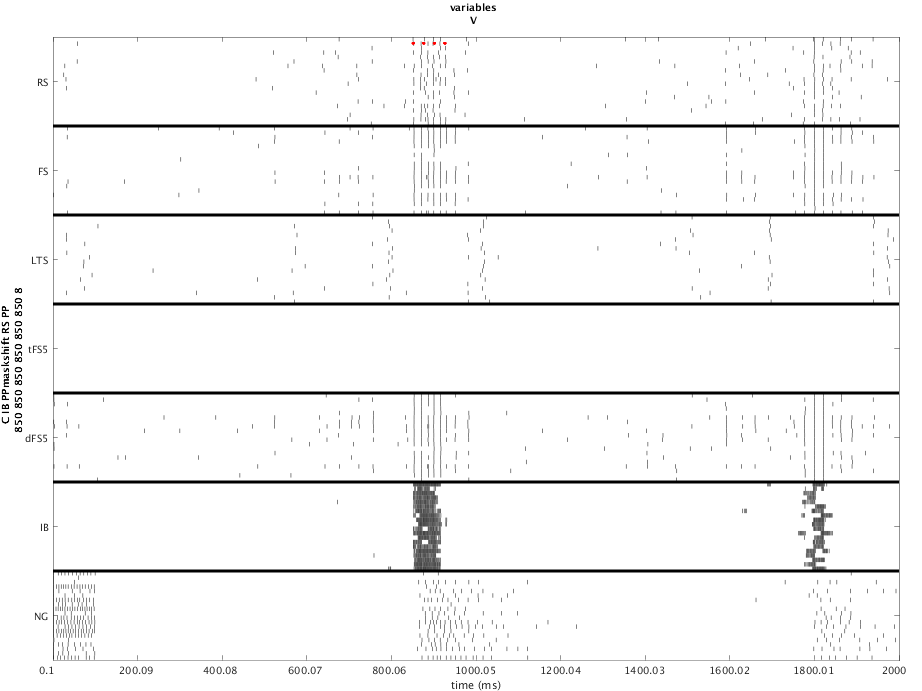 variables
V
C IB PPmaskshift RS PP
850 850 850 850 850 850 8
RS
FS
LTS
tFS5
dFS5
IB
NG
0.1 200.09 400.08 600.07 800.06 1000.05 1200.04 1400.03 1600.02 1800.01 2000
time (ms)